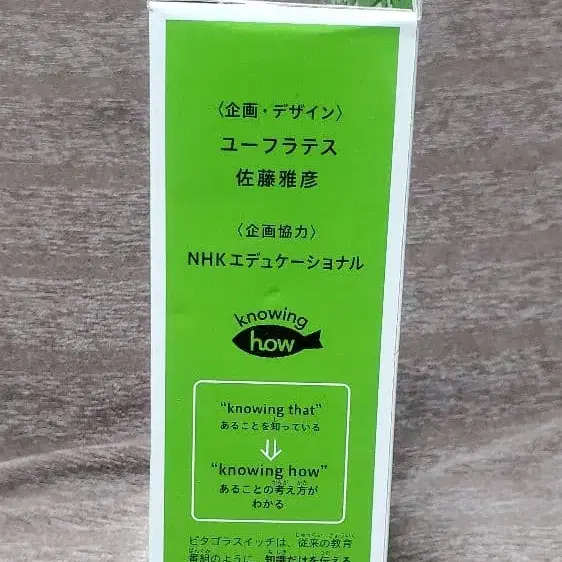 〈企画・デザイン〉
ユーフラテス
佐藤雅彦
〈企画協力〉
NHKエデュケーショナル
knowing
how
“knowing that”
あることを知っている
⇓
“knowing how”
あることの考え方が
わかる
ピタゴラスイッチは、従来の教育
番組のように、知識だけを伝える